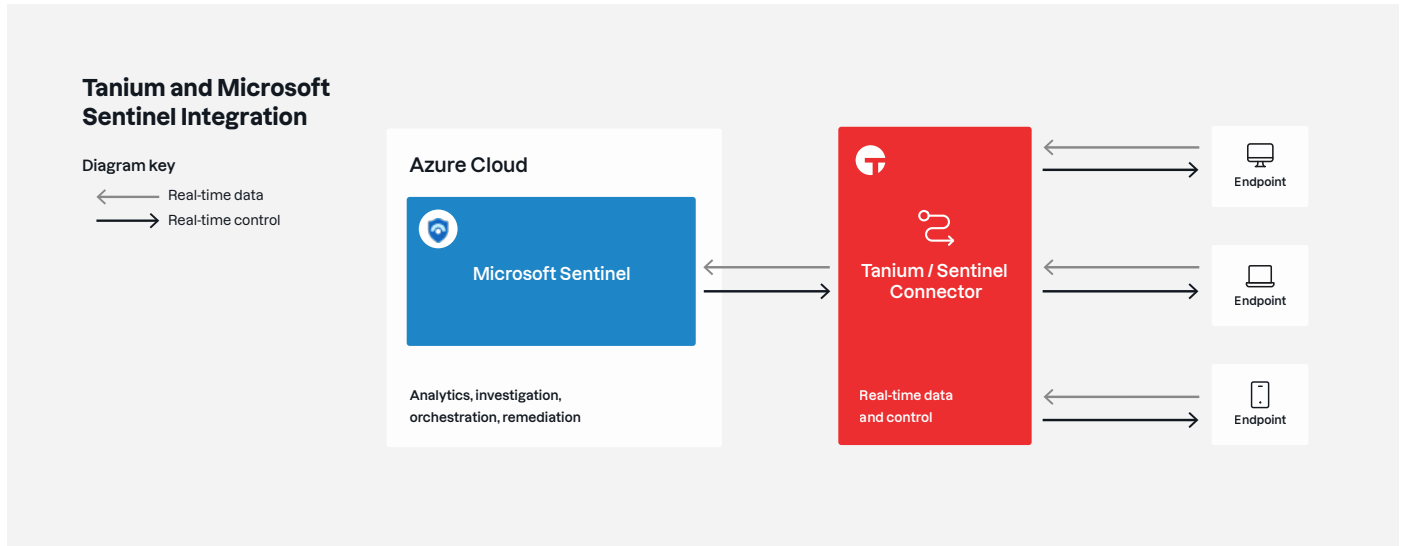 Tanium and Microsoft
Sentinel Integration
Diagram key
Real-time data
Real-time control
Azure Cloud
Microsoft Sentinel
Analytics, investigation,
orchestration, remediation
Tanium / Sentinel
Connector
Real-time data
and control
Endpoint
Endpoint
Endpoint